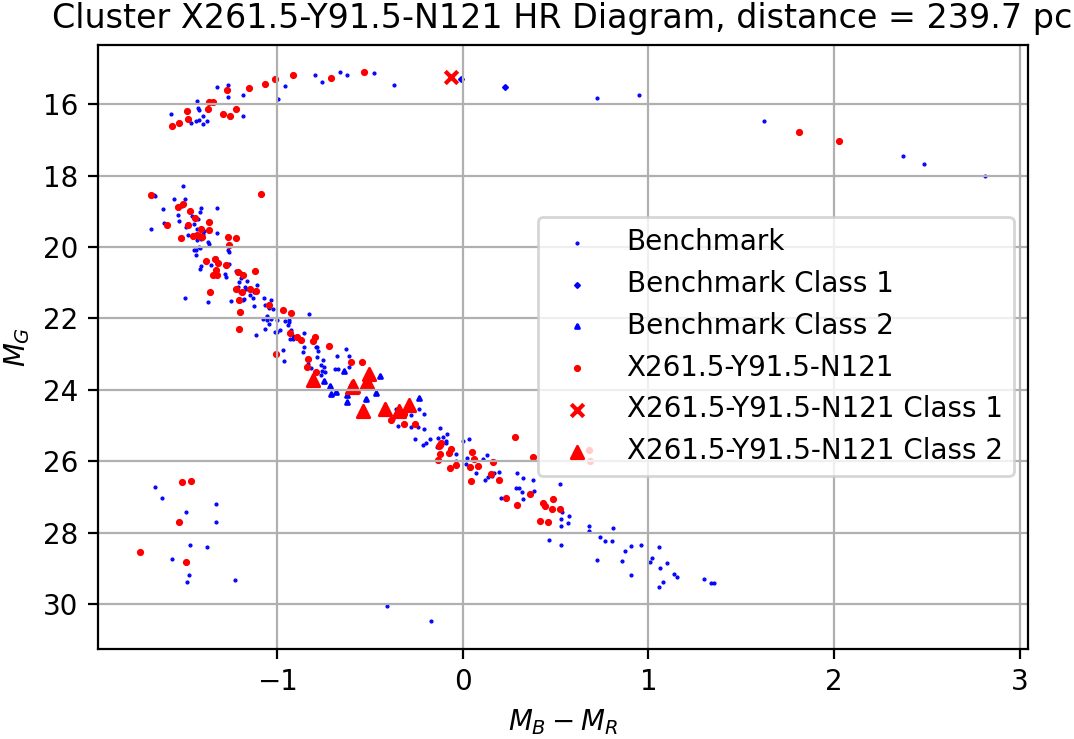 Cluster X261.5-Y91.5-N121 HR Diagram, distance = 239.7 pc
16
18
20
22
24
26
28
30
M_G
Benchmark
Benchmark Class 1
Benchmark Class 2
X261.5-Y91.5-N121
X261.5-Y91.5-N121 Class 1
X261.5-Y91.5-N121 Class 2
−1 0 1 2 3
M_B − M_R